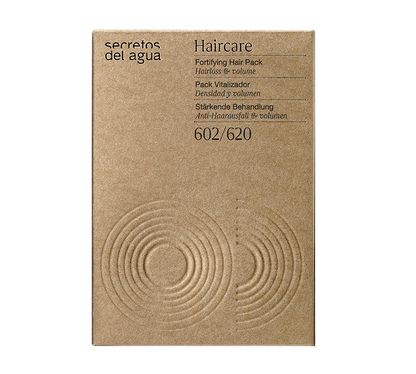 secretos
del agua
Haircare
Fortifying Hair Pack
Hairloss & volume
Pack Vitalizador
Densidad y volumen
Stärkende Behandlung
Anti-Haarausfall & volumen
602/620